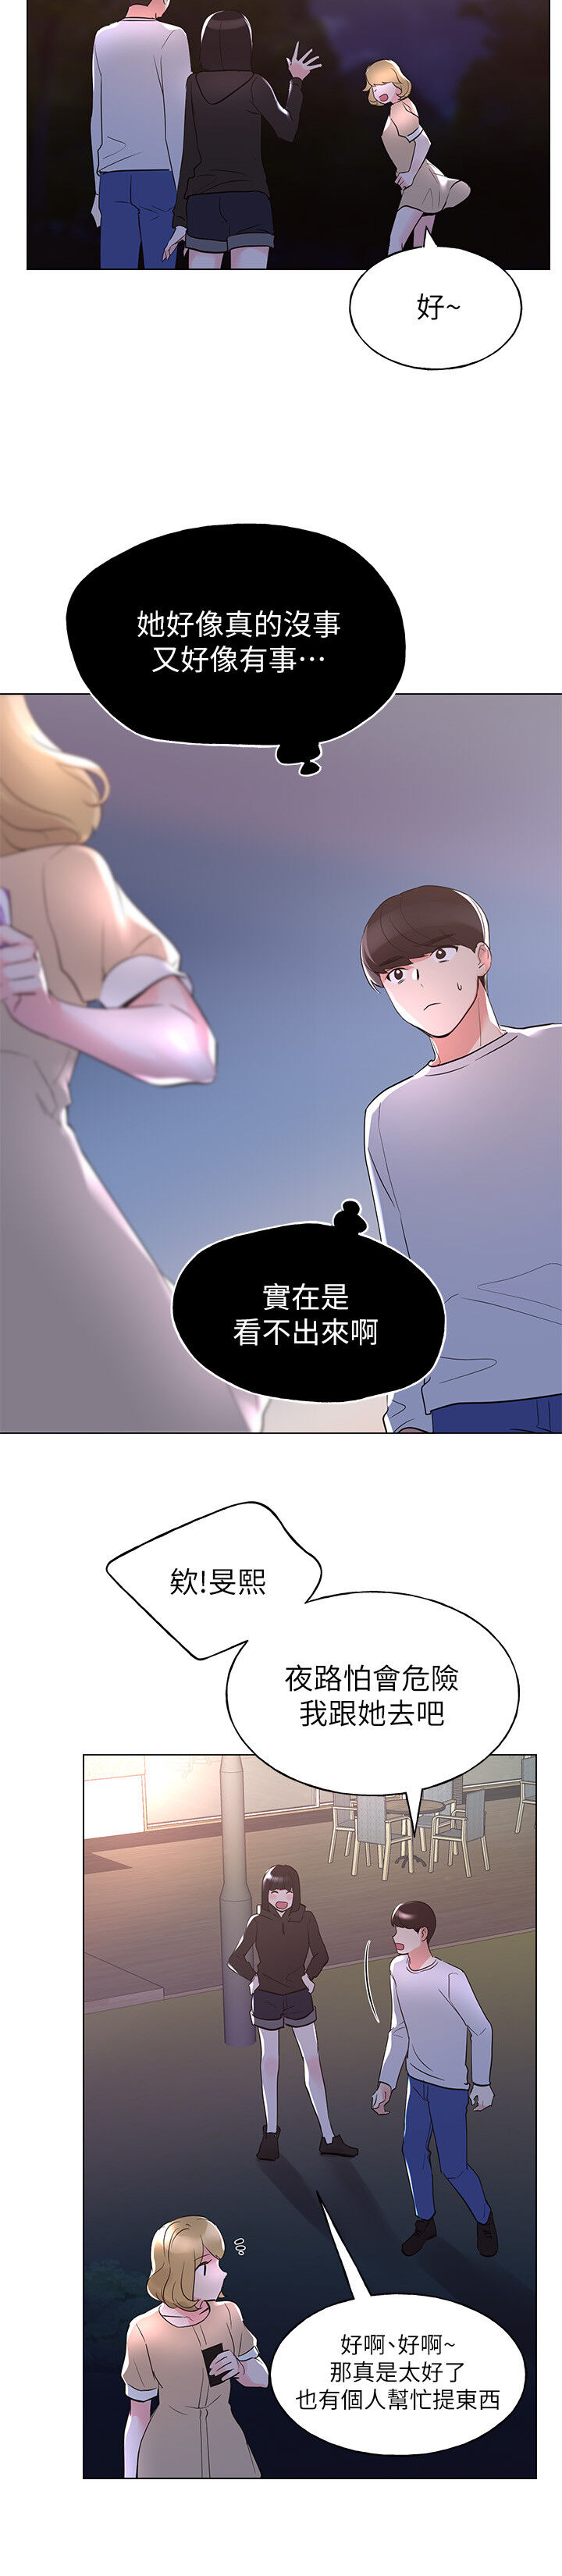 好~
她好像真的沒事
又好像有事…
實在是
看不出來啊
欸!旻熙
夜路怕會危險
我跟她去吧
好啊、好啊~
那真是太好了
也有個人幫忙提東西